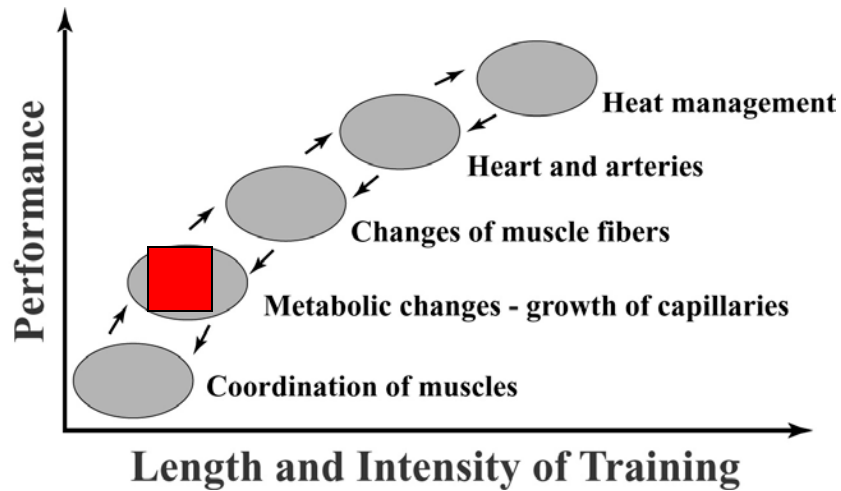 Performance
Heat management
Heart and arteries
Changes of muscle fibers
Metabolic changes - growth of capillaries
Coordination of muscles
Length and Intensity of Training